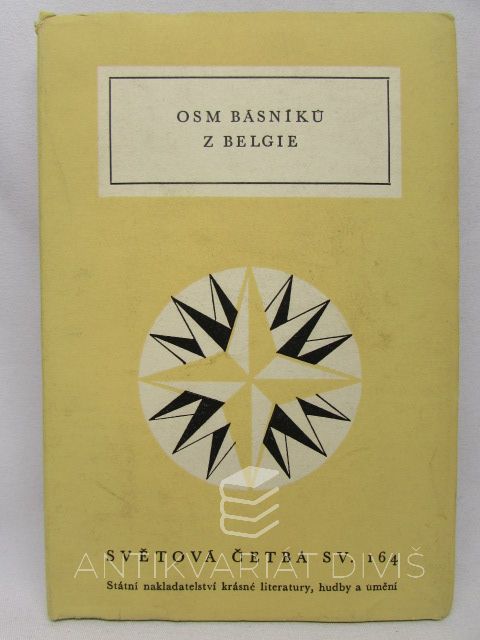 OSM BÁSNÍKŮ
Z BELGIE
SVĚTOVÁ ČETBA SV. 164
ANTIKVARIÁT DIVIŠ
Státní nakladatelství krásné literatury, hudby a umění